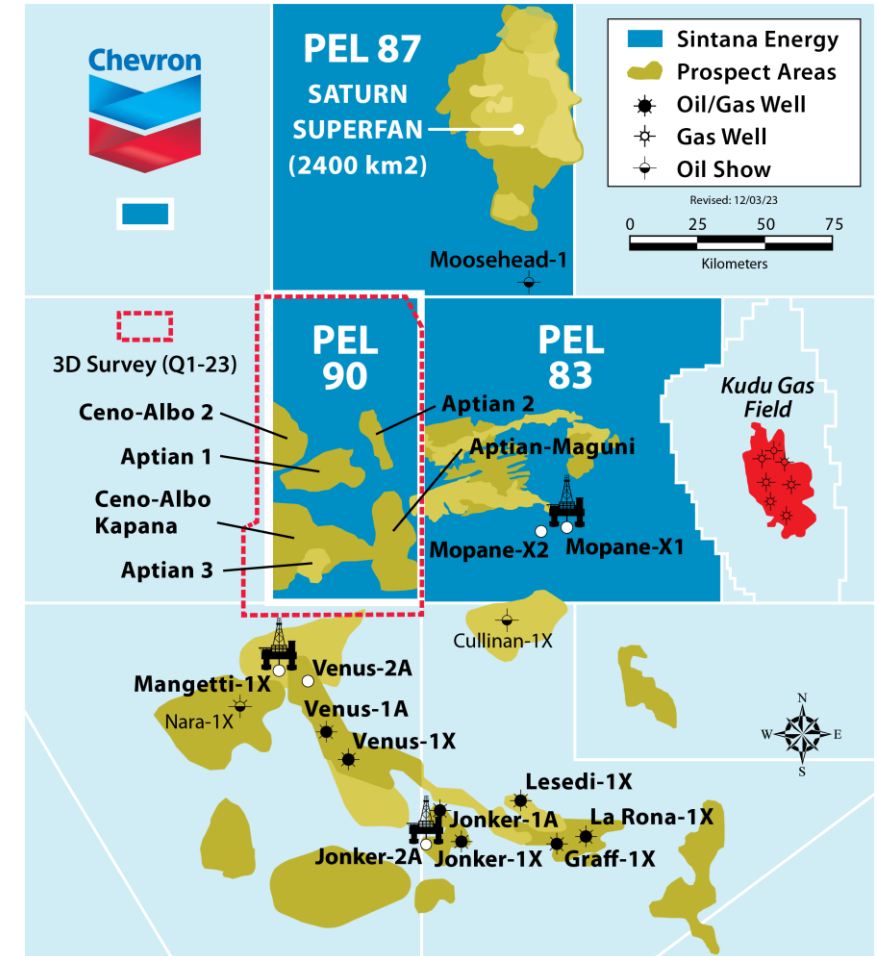 Chevron
PEL 87
SATURN
SUPERFAN
(2400 km2)
Sintana Energy
Prospect Areas
Oil/Gas Well
Gas Well
Oil Show
Revised: 12/03/23
0 25 50 75
Kilometers
Moosehead-1
3D Survey (Q1-23)
PEL
90
PEL
83
Kudu Gas
Field
Ceno-Albo 2
Aptian 2
Aptian 1
Aptian-Maguni
Ceno-Albo
Kapana
Aptian 3
Mopane-X2
Mopane-X1
Cullinan-1X
Mangetti-1X
Venus-2A
Nara-1X
Venus-1A
Venus-1X
N
W
E
S
Lesedi-1X
Jonker-1A
La Rona-1X
Jonker-2A
Jonker-1X
Graff-1X